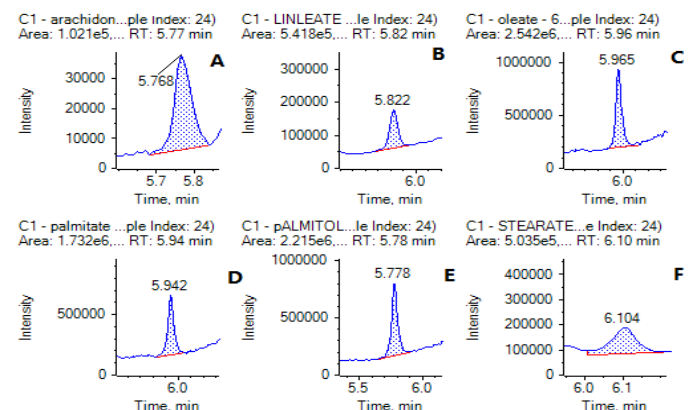 C1 - arachidon...ple Index: 24)
Area: 1.021e5,... RT: 5.77 min
A
5.768
Intensity
30000
20000
10000
0
5.7 5.8
Time, min
C1 - LINLEATE ...le Index: 24)
Area: 5.418e5,... RT: 5.82 min
B
5.822
Intensity
300000
200000
100000
0
6.0
Time, min
C1 - oleate - 6...ple Index: 24)
Area: 2.542e6,... RT: 5.96 min
C
5.965
Intensity
1000000
500000
0
6.0
Time, min
C1 - palmitate ...ple Index: 24)
Area: 1.732e6,... RT: 5.94 min
D
5.942
Intensity
500000
0
6.0
Time, min
C1 - pALMITOL...le Index: 24)
Area: 2.215e6,... RT: 5.78 min
E
5.778
Intensity
1000000
500000
0
5.5 6.0
Time, min
C1 - STEARATE...e Index: 24)
Area: 5.035e5,... RT: 6.10 min
F
6.104
Intensity
400000
300000
200000
100000
0
6.0 6.1
Time, min